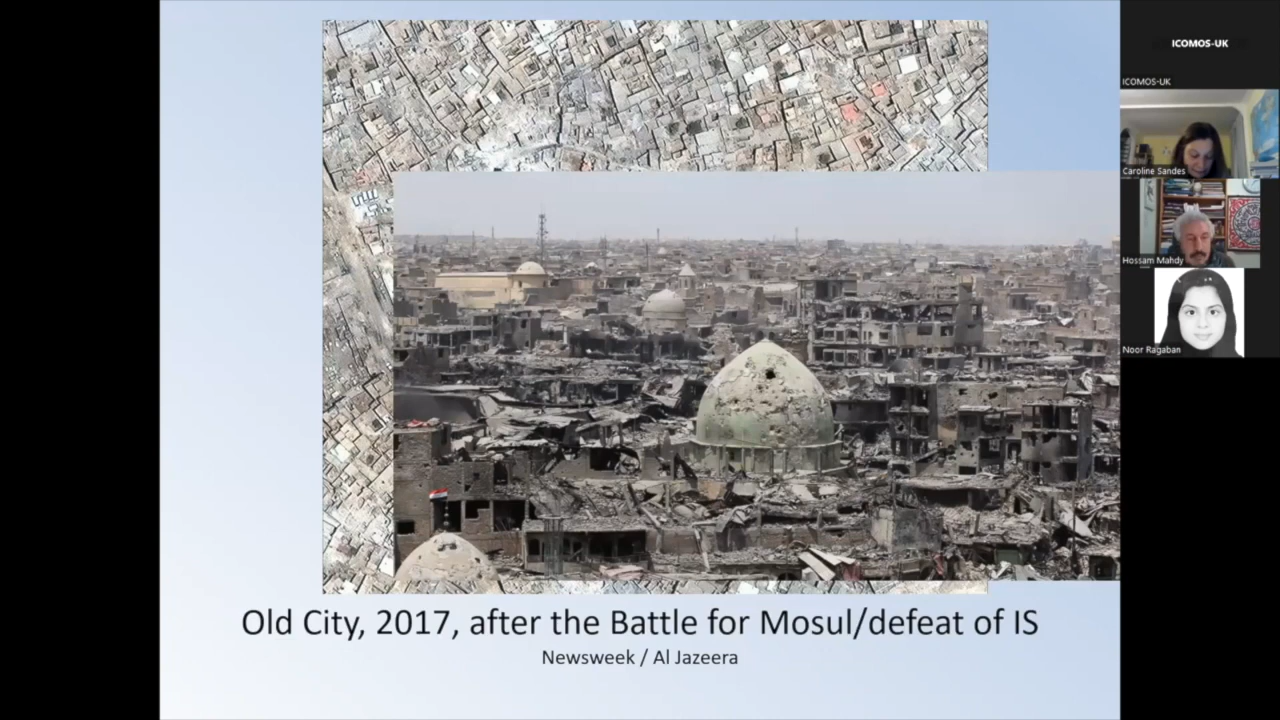 Old City, 2017, after the Battle for Mosul/defeat of IS
Newsweek / Al Jazeera
ICOMOS-UK
ICOMOS-UK
Caroline Sandes
Hossam Mahdy
Noor Ragaban